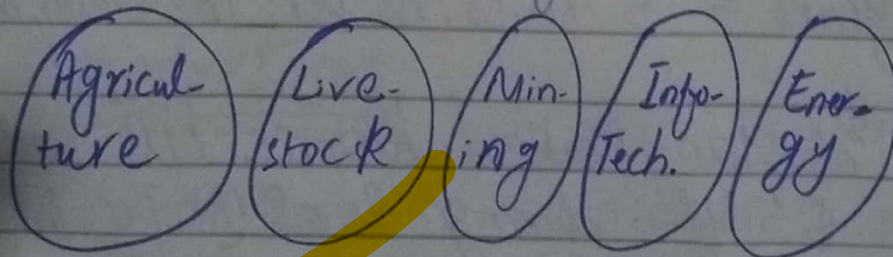 Agricul-
ture
Live-
stock
Min-
ing
Info-
Tech.
Ener-
gy